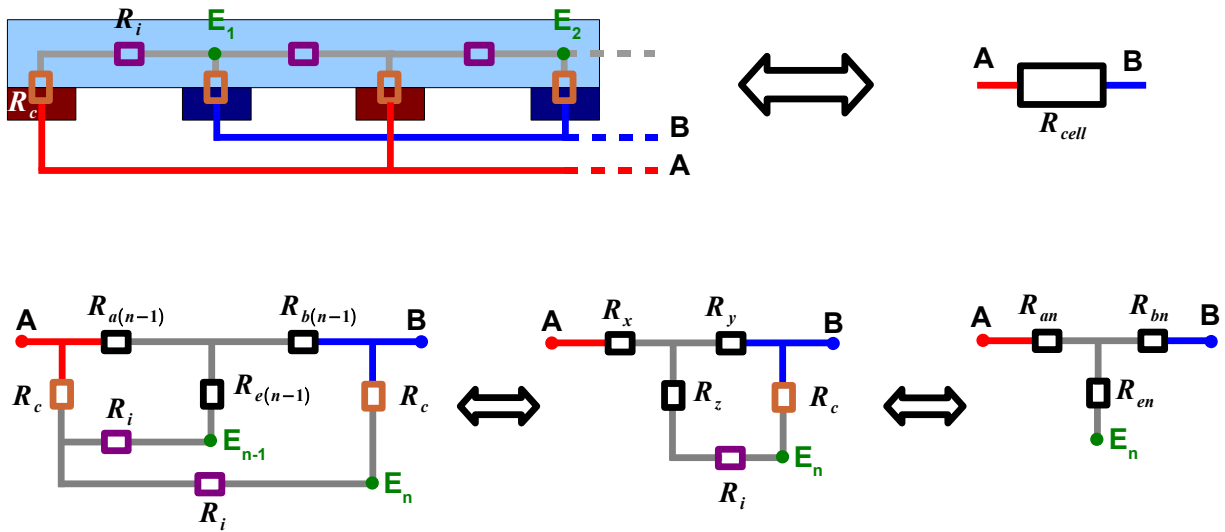 R_i E_1 E_2
R_c
B
A
A B
R_cell
A R_a(n−1) R_b(n−1) B
R_c R_e(n−1) R_c
R_i E_n-1
E_n
R_i
A R_x R_y B
R_z R_c
E_n
R_i
A R_an R_bn B
R_en
E_n